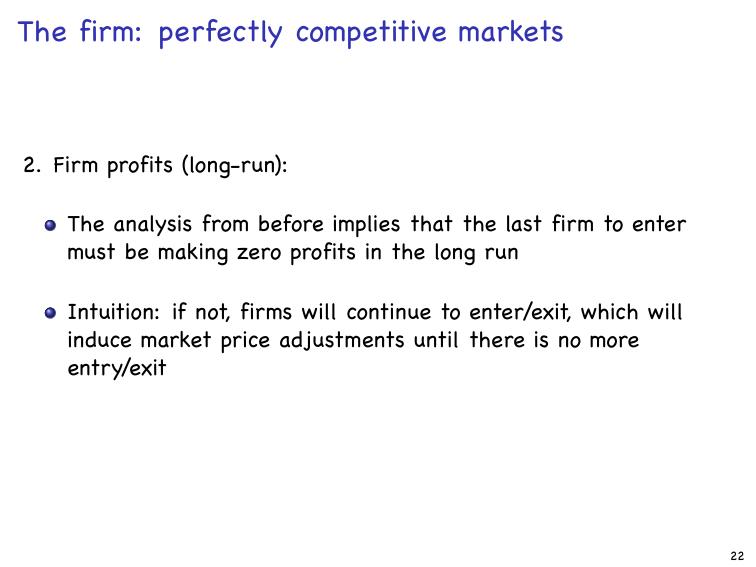 The firm: perfectly competitive markets
2. Firm profits (long-run):
The analysis from before implies that the last firm to enter
must be making zero profits in the long run
Intuition: if not, firms will continue to enter/exit, which will
induce market price adjustments until there is no more
entry/exit
22